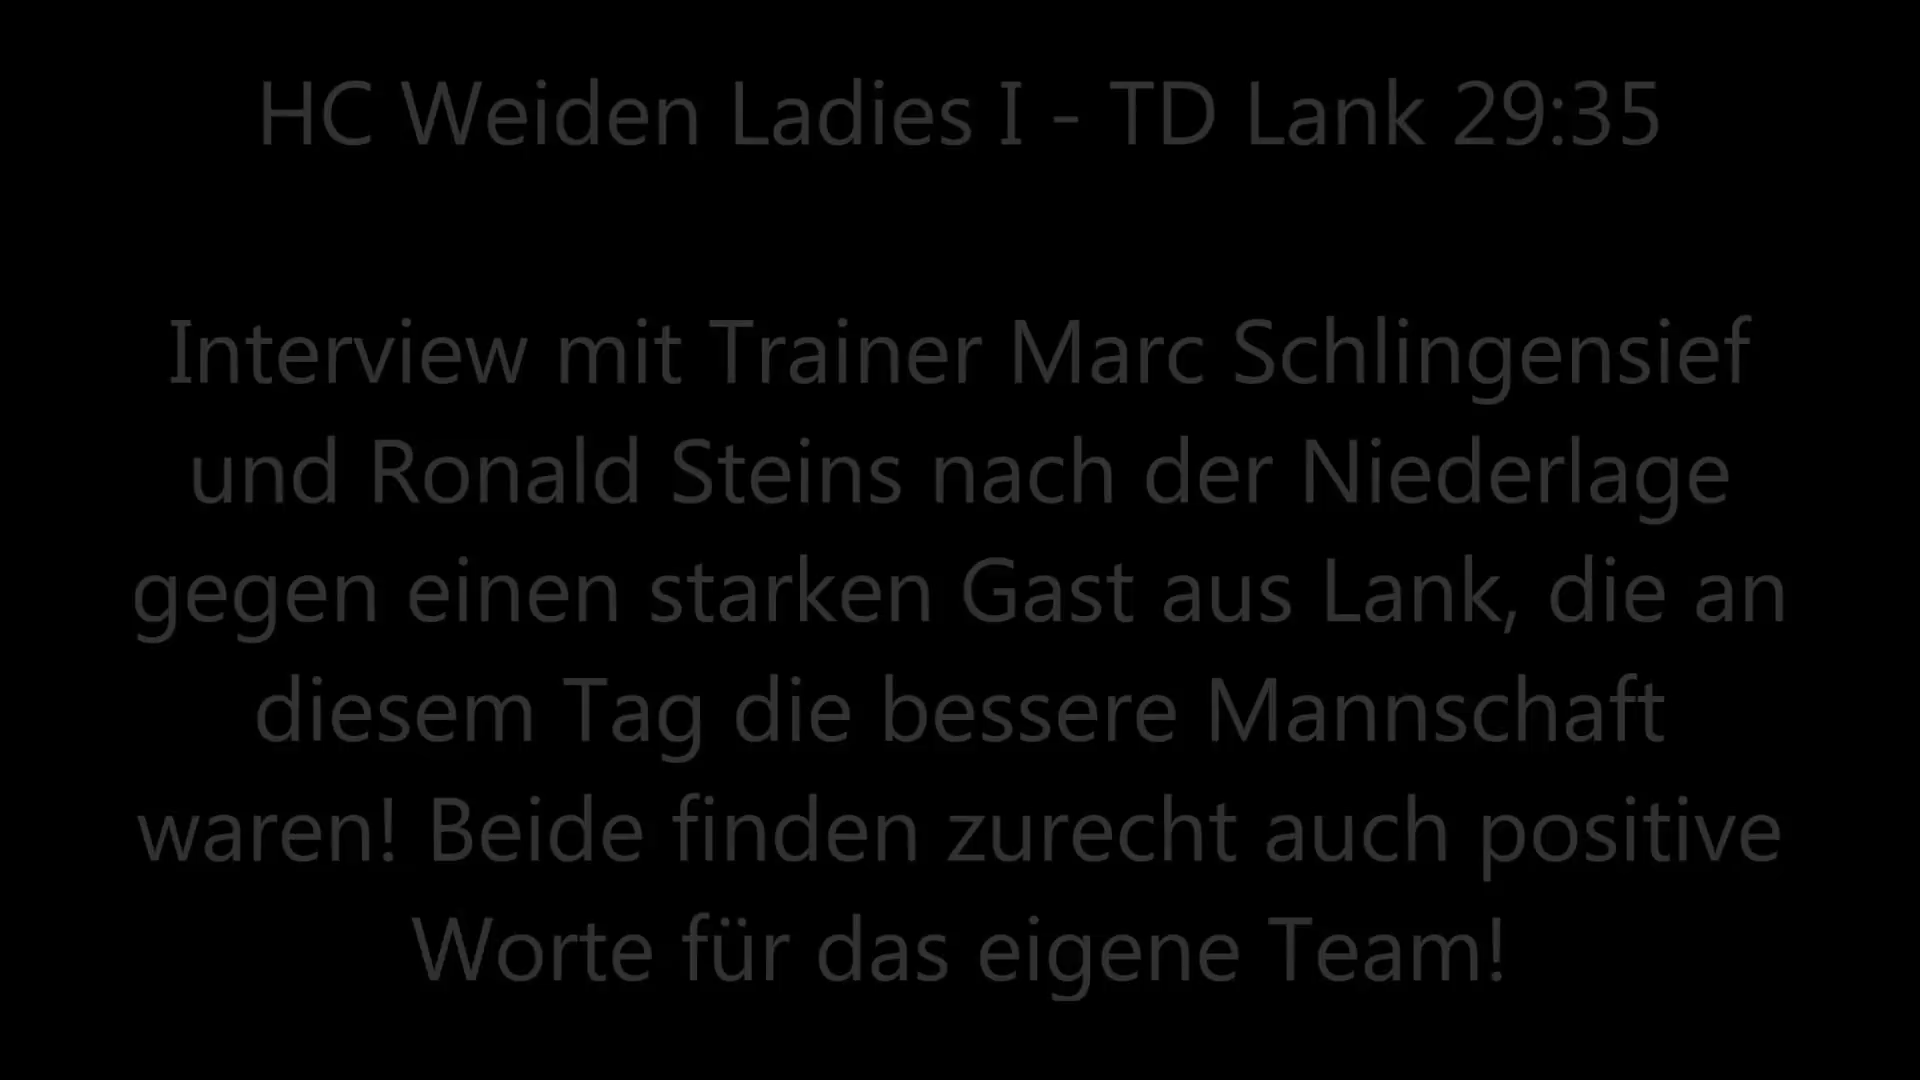 HC Weiden Ladies I - TD Lank 29:35
Interview mit Trainer Marc Schlingensief
und Ronald Steins nach der Niederlage
gegen einen starken Gast aus Lank, die an
diesem Tag die bessere Mannschaft
waren! Beide finden zurecht auch positive
Worte für das eigene Team!